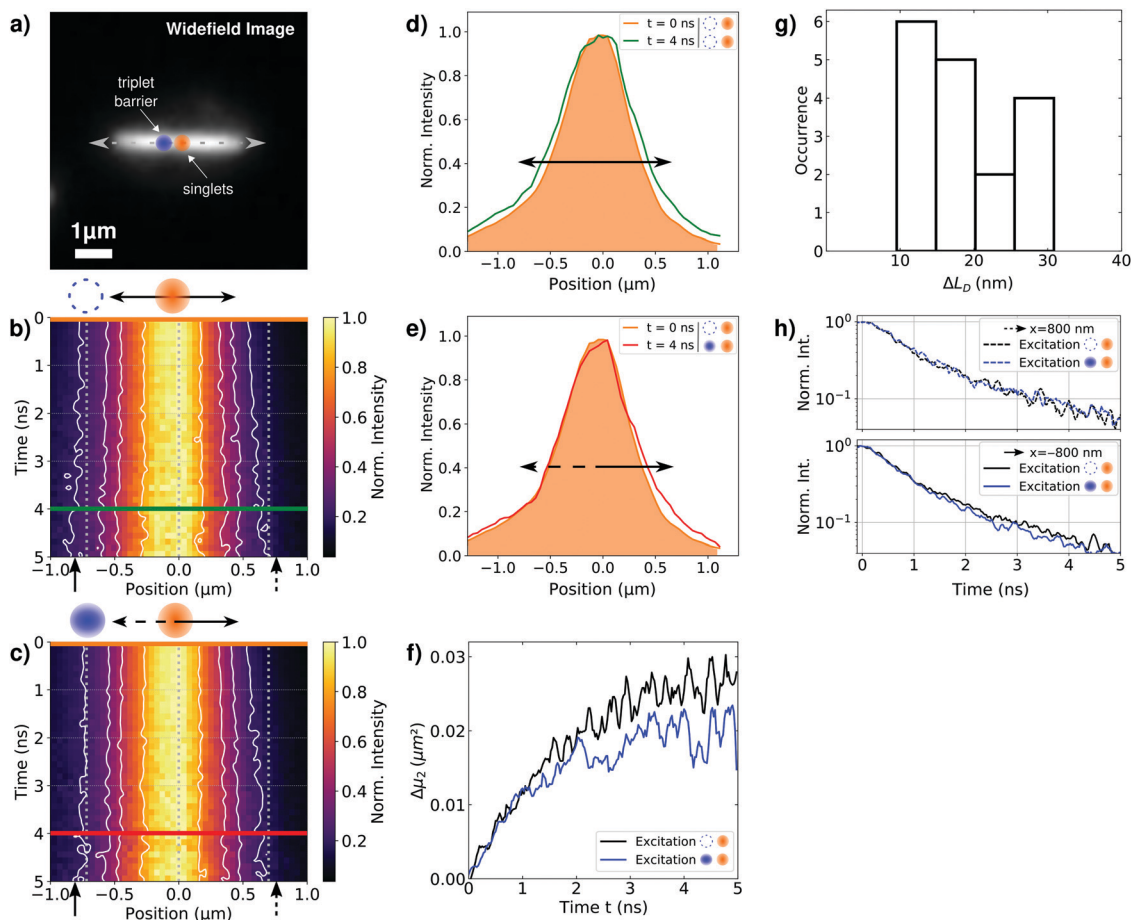 a)
Widefield Image
triplet
barrier
singlets
1μm
b)
0
1
2
3
4
5
Time (ns)
−1.0 −0.5 0.0 0.5 1.0
Position (μm)
1.0
0.8
0.6
0.4
0.2
Norm. Intensity
c)
0
1
2
3
4
5
Time (ns)
−1.0 −0.5 0.0 0.5 1.0
Position (μm)
1.0
0.8
0.6
0.4
0.2
Norm. Intensity
d)
t = 0 ns
t = 4 ns
1.0
0.8
0.6
0.4
0.2
0.0
Norm. Intensity
−1.0 −0.5 0.0 0.5 1.0
Position (μm)
e)
t = 0 ns
t = 4 ns
1.0
0.8
0.6
0.4
0.2
0.0
Norm. Intensity
−1.0 −0.5 0.0 0.5 1.0
Position (μm)
f)
0.03
0.02
0.01
0.00
Δμ₂ (μm²)
Excitation
Excitation
0 1 2 3 4 5
Time t (ns)
g)
6
5
4
3
2
1
0
Occurrence
10 20 30 40
ΔL_D (nm)
h)
10⁰
10⁻¹
Norm. Int.
x=800 nm
Excitation
Excitation
10⁰
10⁻¹
Norm. Int.
x=−800 nm
Excitation
Excitation
0 1 2 3 4 5
Time (ns)